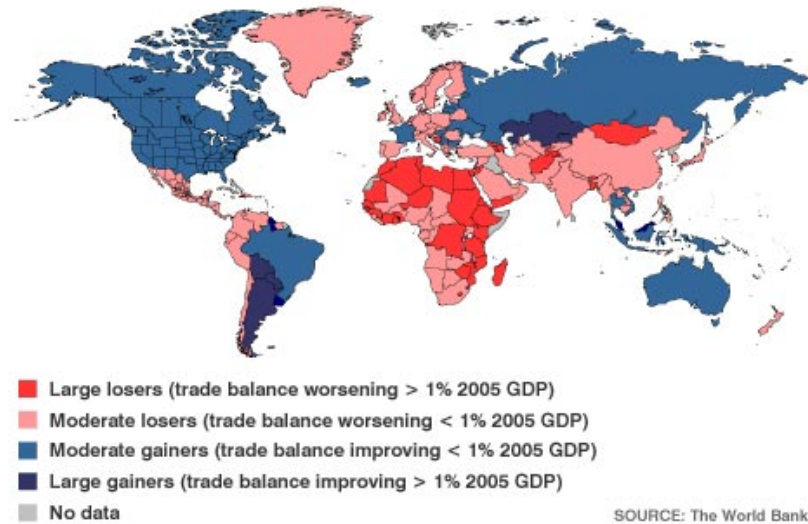 Large losers (trade balance worsening > 1% 2005 GDP)
Moderate losers (trade balance worsening < 1% 2005 GDP)
Moderate gainers (trade balance improving < 1% 2005 GDP)
Large gainers (trade balance improving > 1% 2005 GDP)
No data
SOURCE: The World Bank